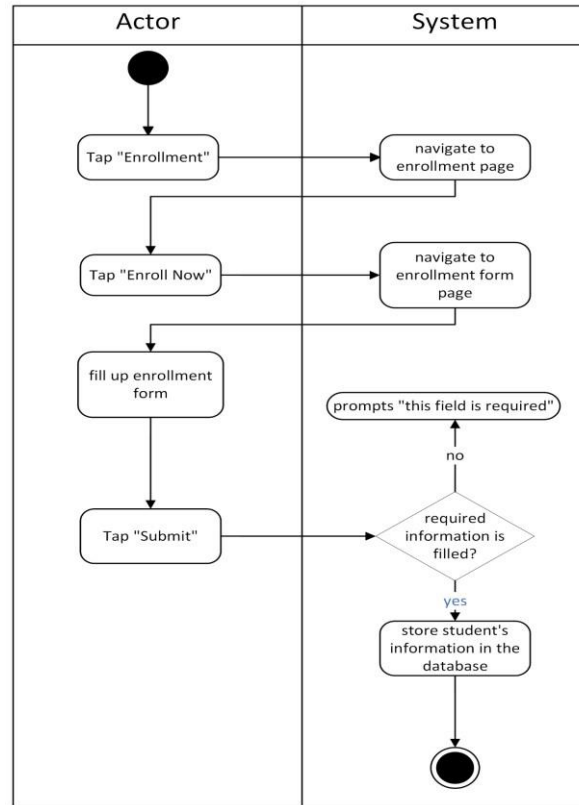 Actor
System
Tap "Enrollment"
navigate to
enrollment page
Tap "Enroll Now"
navigate to
enrollment form
page
fill up enrollment
form
prompts "this field is required"
no
Tap "Submit"
required
information is
filled?
yes
store student's
information in the
database